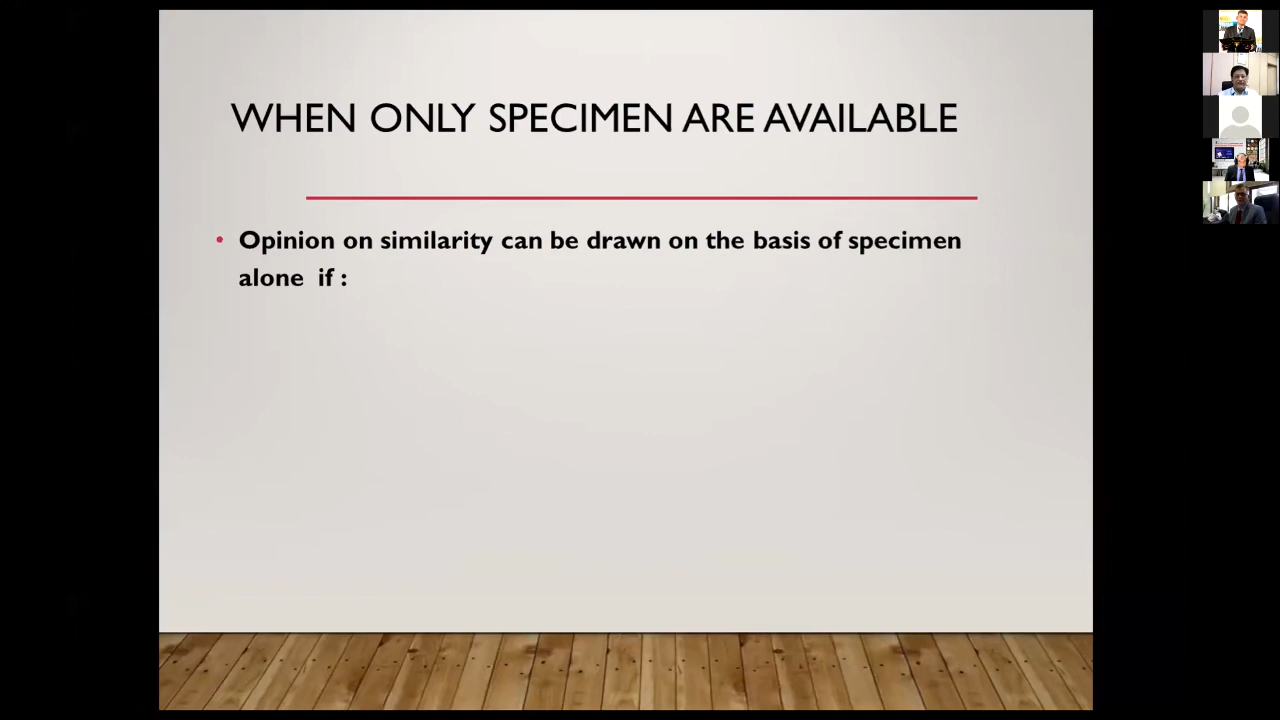 WHEN ONLY SPECIMEN ARE AVAILABLE
• Opinion on similarity can be drawn on the basis of specimen
alone if :